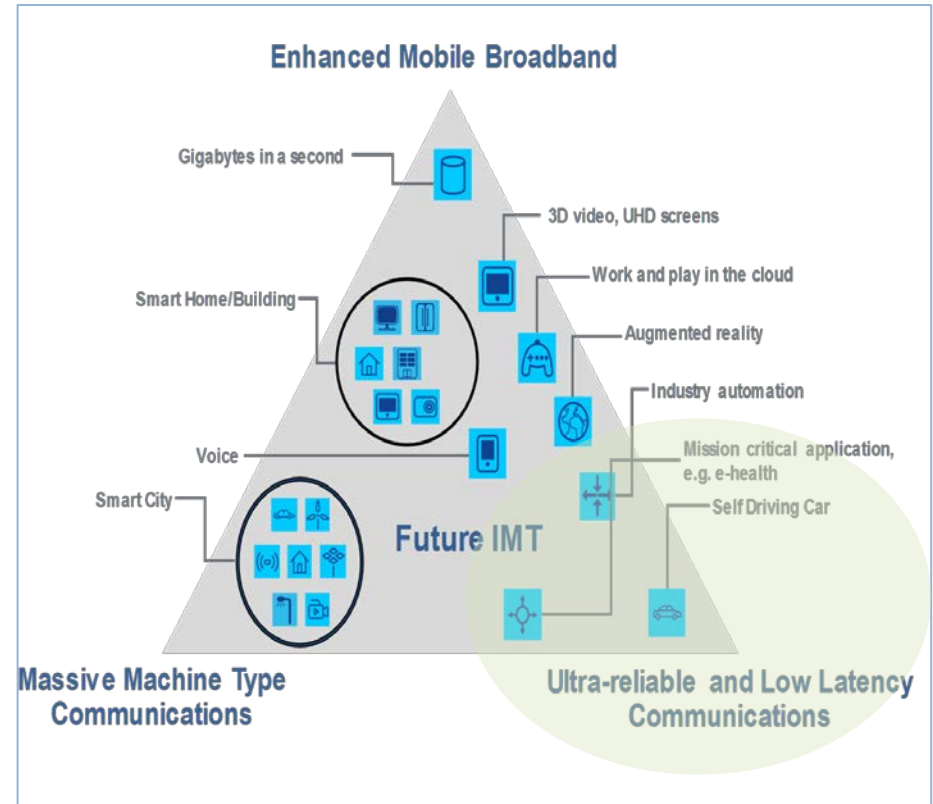 Enhanced Mobile Broadband
Gigabytes in a second
3D video, UHD screens
Work and play in the cloud
Smart Home/Building
Augmented reality
Industry automation
Mission critical application,
e.g. e-health
Voice
Smart City
Self Driving Car
Future IMT
Massive Machine Type
Communications
Ultra-reliable and Low Latency
Communications